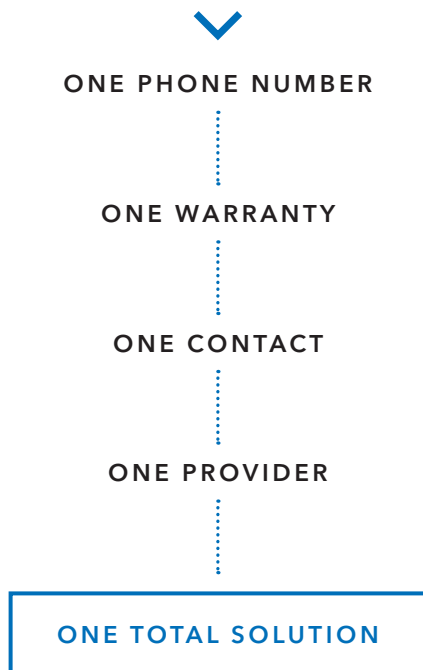 ONE PHONE NUMBER
ONE WARRANTY
ONE CONTACT
ONE PROVIDER
ONE TOTAL SOLUTION